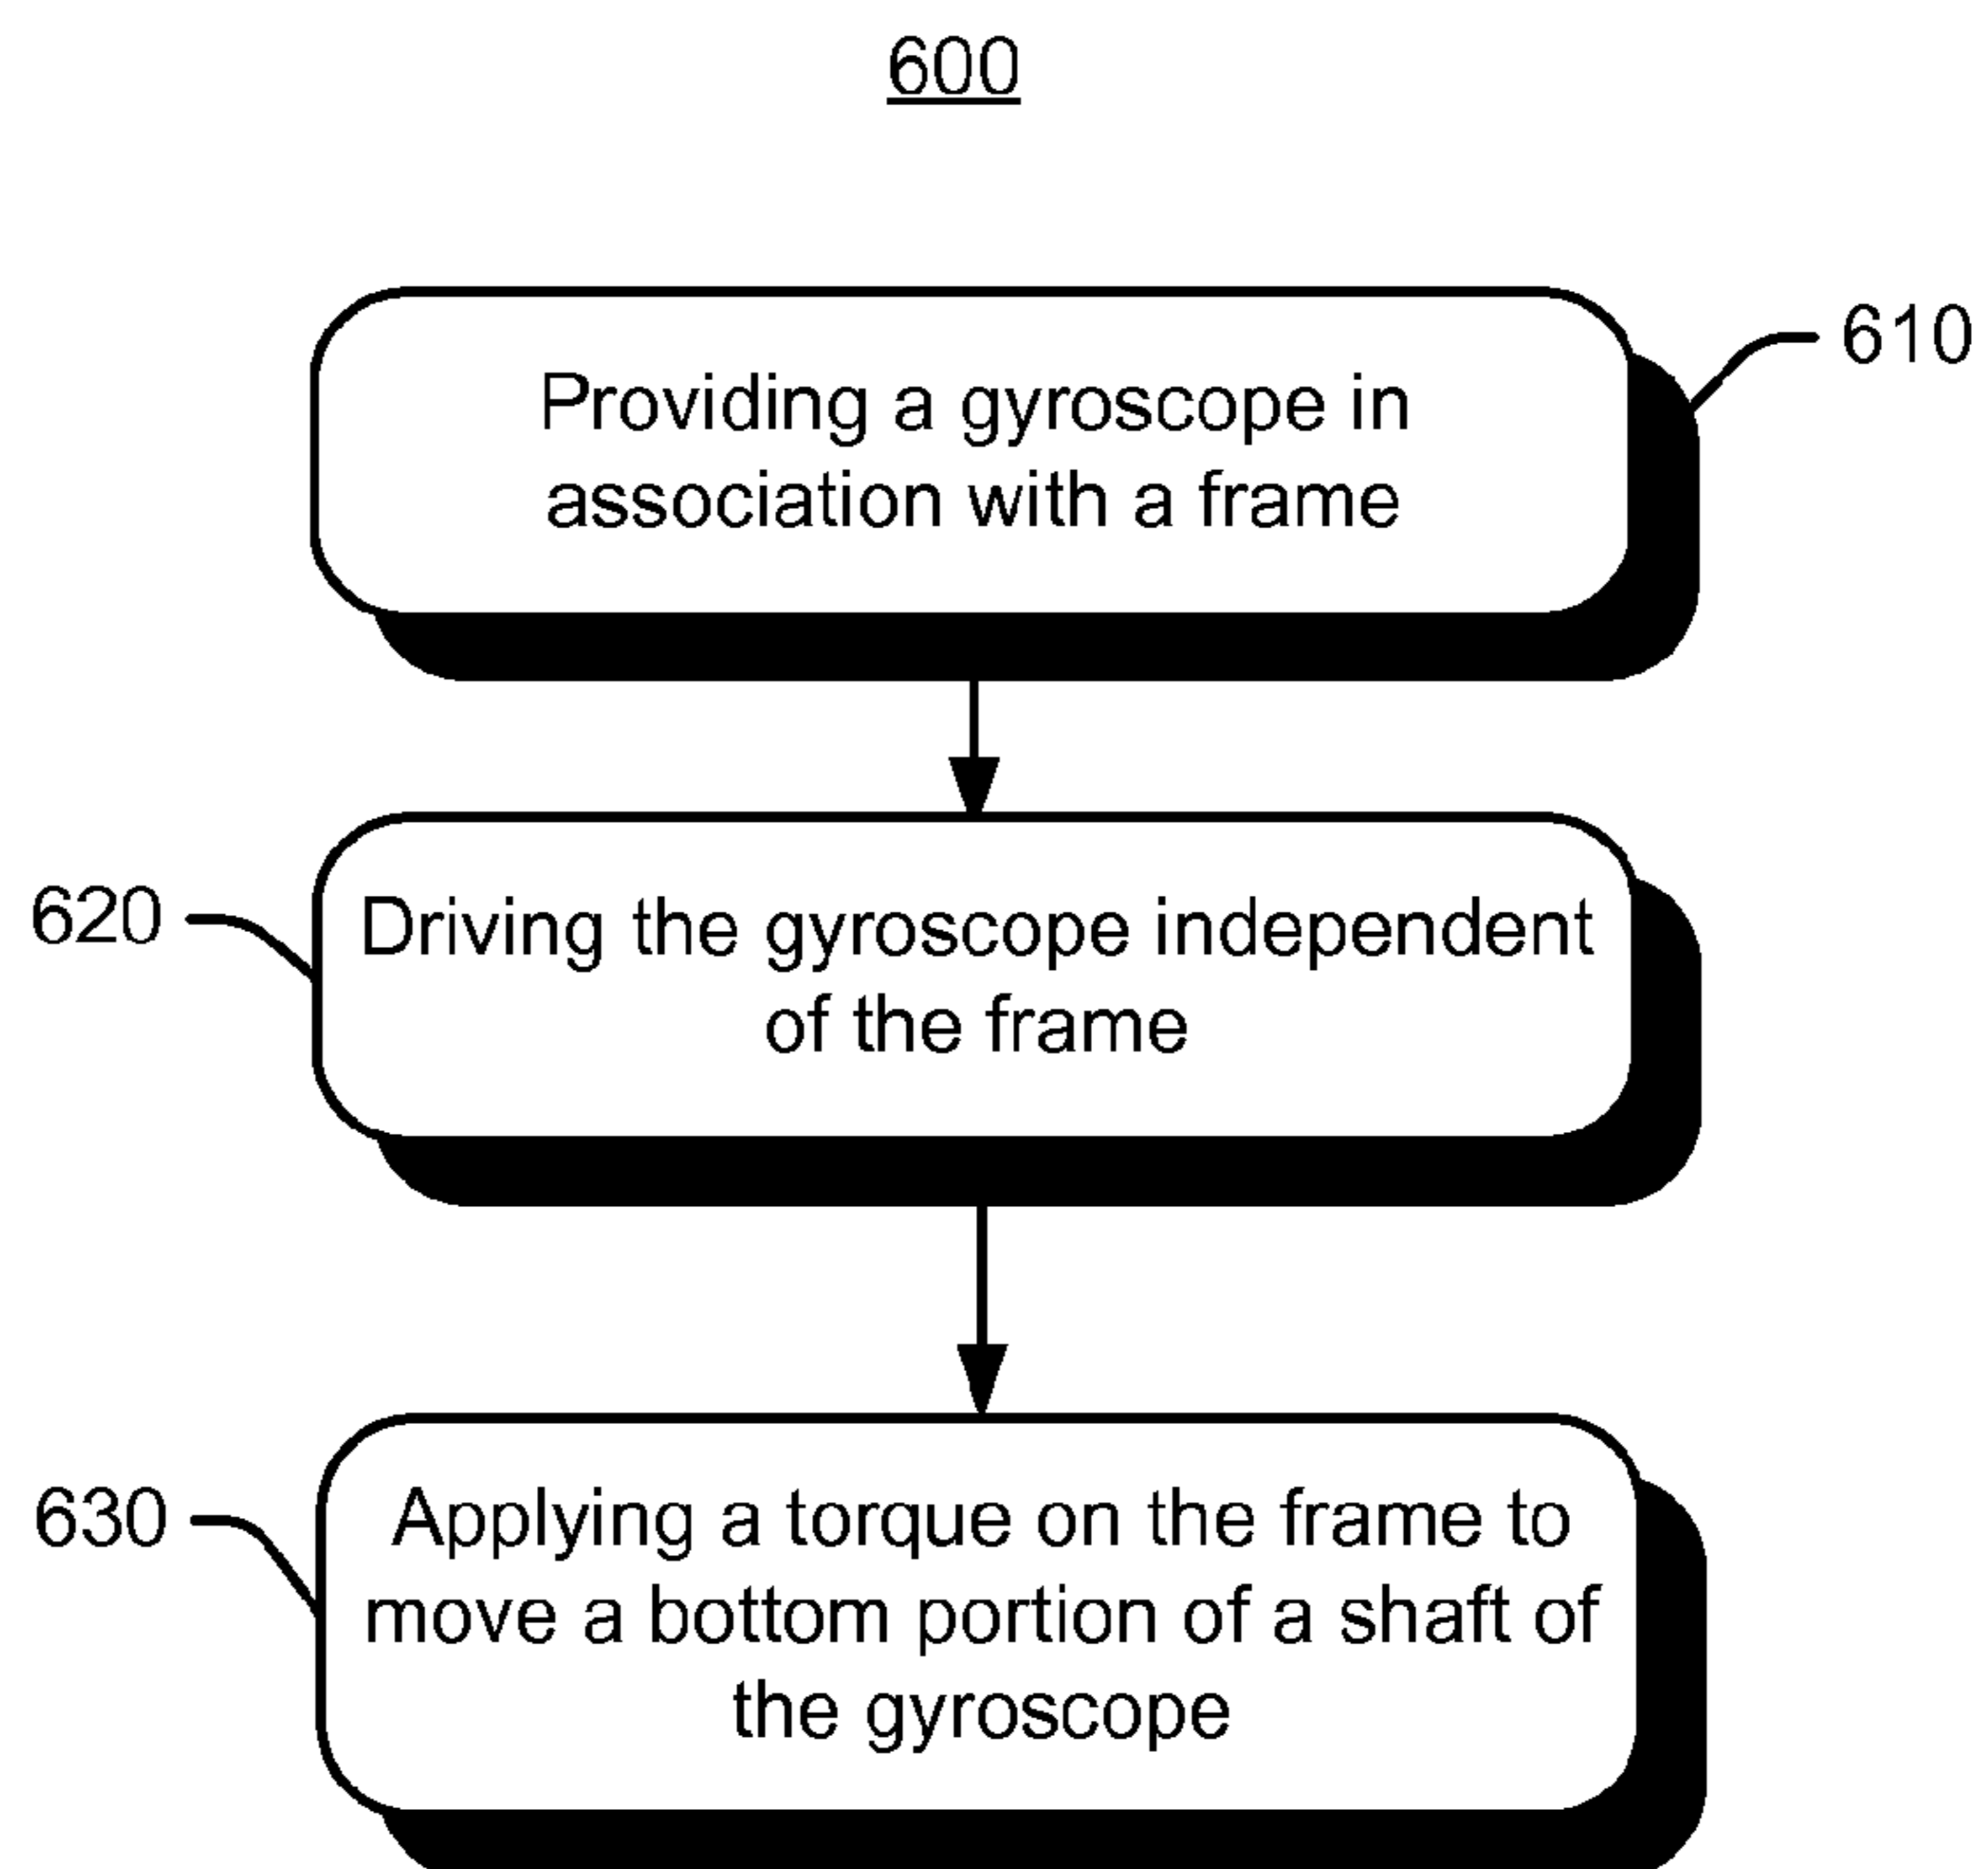 600
Providing a gyroscope in
association with a frame
610
Driving the gyroscope independent
of the frame
620
Applying a torque on the frame to
move a bottom portion of a shaft of
the gyroscope
630